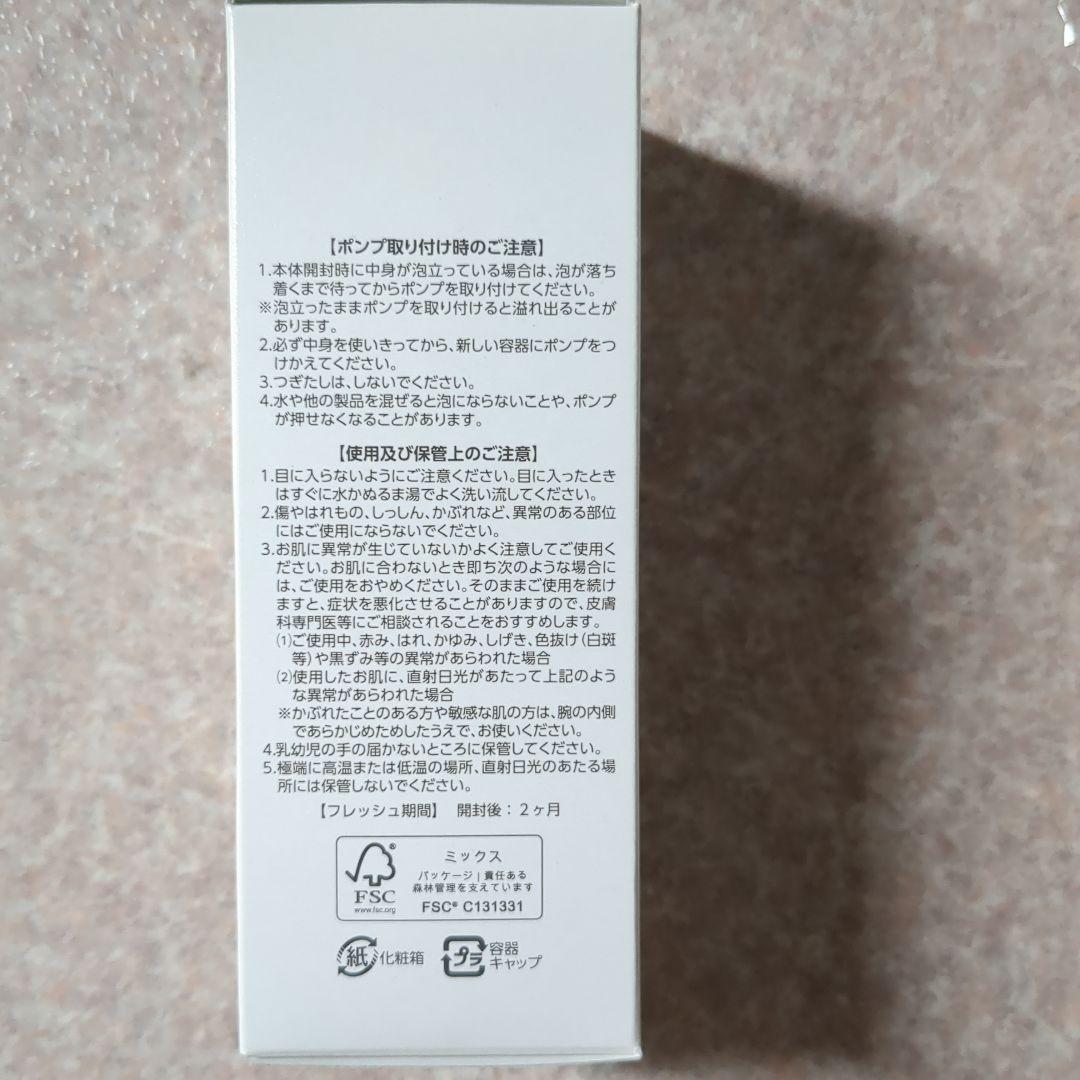 【ポンプ取り付け時のご注意】
1.本体開封時に中身が泡立っている場合は、泡が落ち
着くまで待ってからポンプを取り付けてください。
※泡立ったままポンプを取り付けると溢れ出ることが
あります。
2.必ず中身を使いきってから、新しい容器にポンプをつ
けかえてください。
3.つぎたしは、しないでください。
4.水や他の製品を混ぜると泡にならないことや、ポンプ
が押せなくなることがあります。
【使用及び保管上のご注意】
1.目に入らないようにご注意ください。目に入ったとき
はすぐに水かぬるま湯でよく洗い流してください。
2.傷やはれもの、しっしん、かぶれなど、異常のある部位
にはご使用にならないでください。
3.お肌に異常が生じていないかよく注意してご使用く
ださい。お肌に合わないとき即ち次のような場合に
は、ご使用をおやめください。そのままご使用を続け
ますと、症状を悪化させることがありますので、皮膚
科専門医等にご相談されることをおすすめします。
(1)ご使用中、赤み、はれ、かゆみ、しげき、色抜け(白斑
等)や黒ずみ等の異常があらわれた場合
(2)使用したお肌に、直射日光があたって上記のよう
な異常があらわれた場合
※かぶれたことのある方や敏感な肌の方は、腕の内側
であらかじめためしたうえで、お使いください。
4.乳幼児の手の届かないところに保管してください。
5.極端に高温または低温の場所、直射日光のあたる場
所には保管しないでください。
【フレッシュ期間】 開封後:2ヶ月
FSC
www.fsc.org
ミックス
パッケージ|責任ある
森林管理を支えています
FSC® C131331
紙 化粧箱
プラ 容器
キャップ